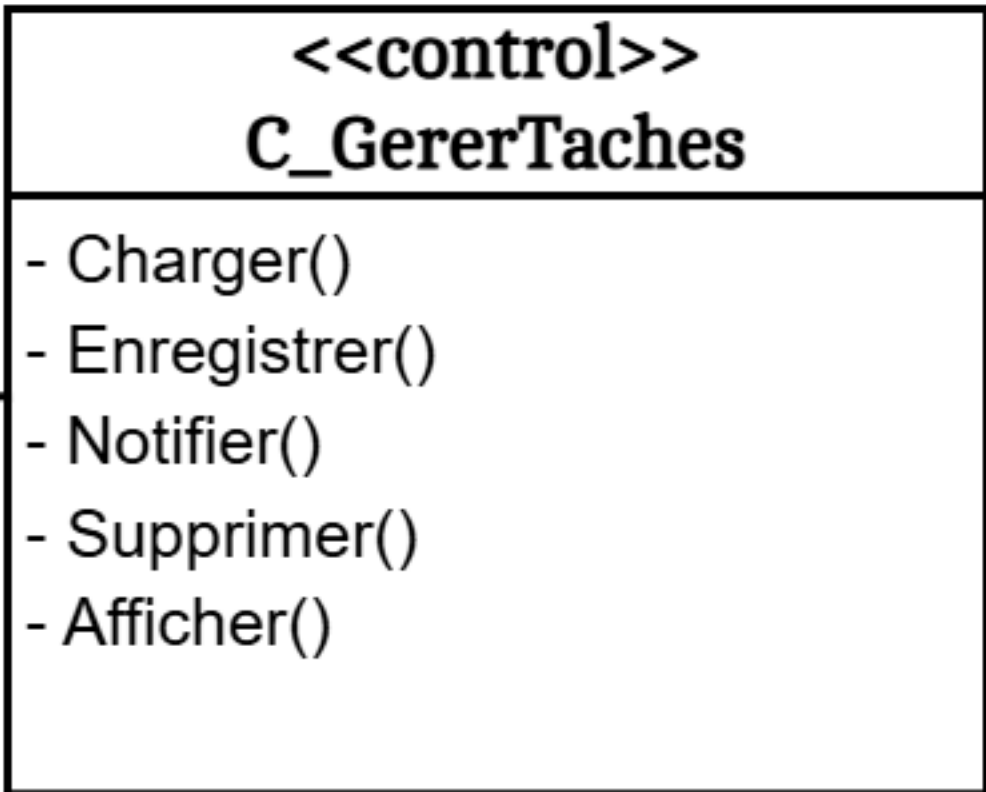 <<control>>
C_GererTaches
- Charger()
- Enregistrer()
- Notifier()
- Supprimer()
- Afficher()